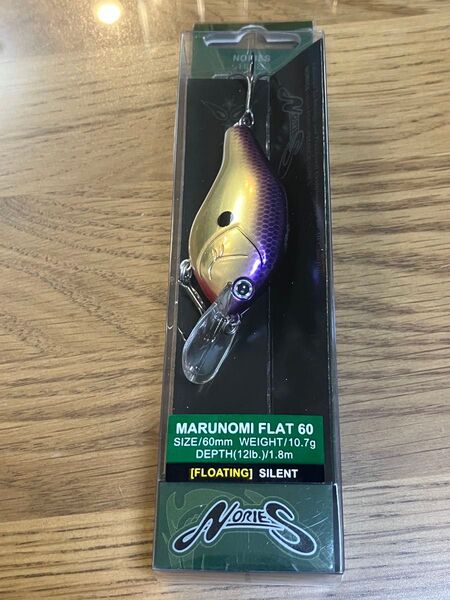 NORIES
MARUNOMI FLAT 60
SIZE/60mm WEIGHT/10.7g
DEPTH(12lb.)/1.8m
[FLOATING] SILENT
NORIES